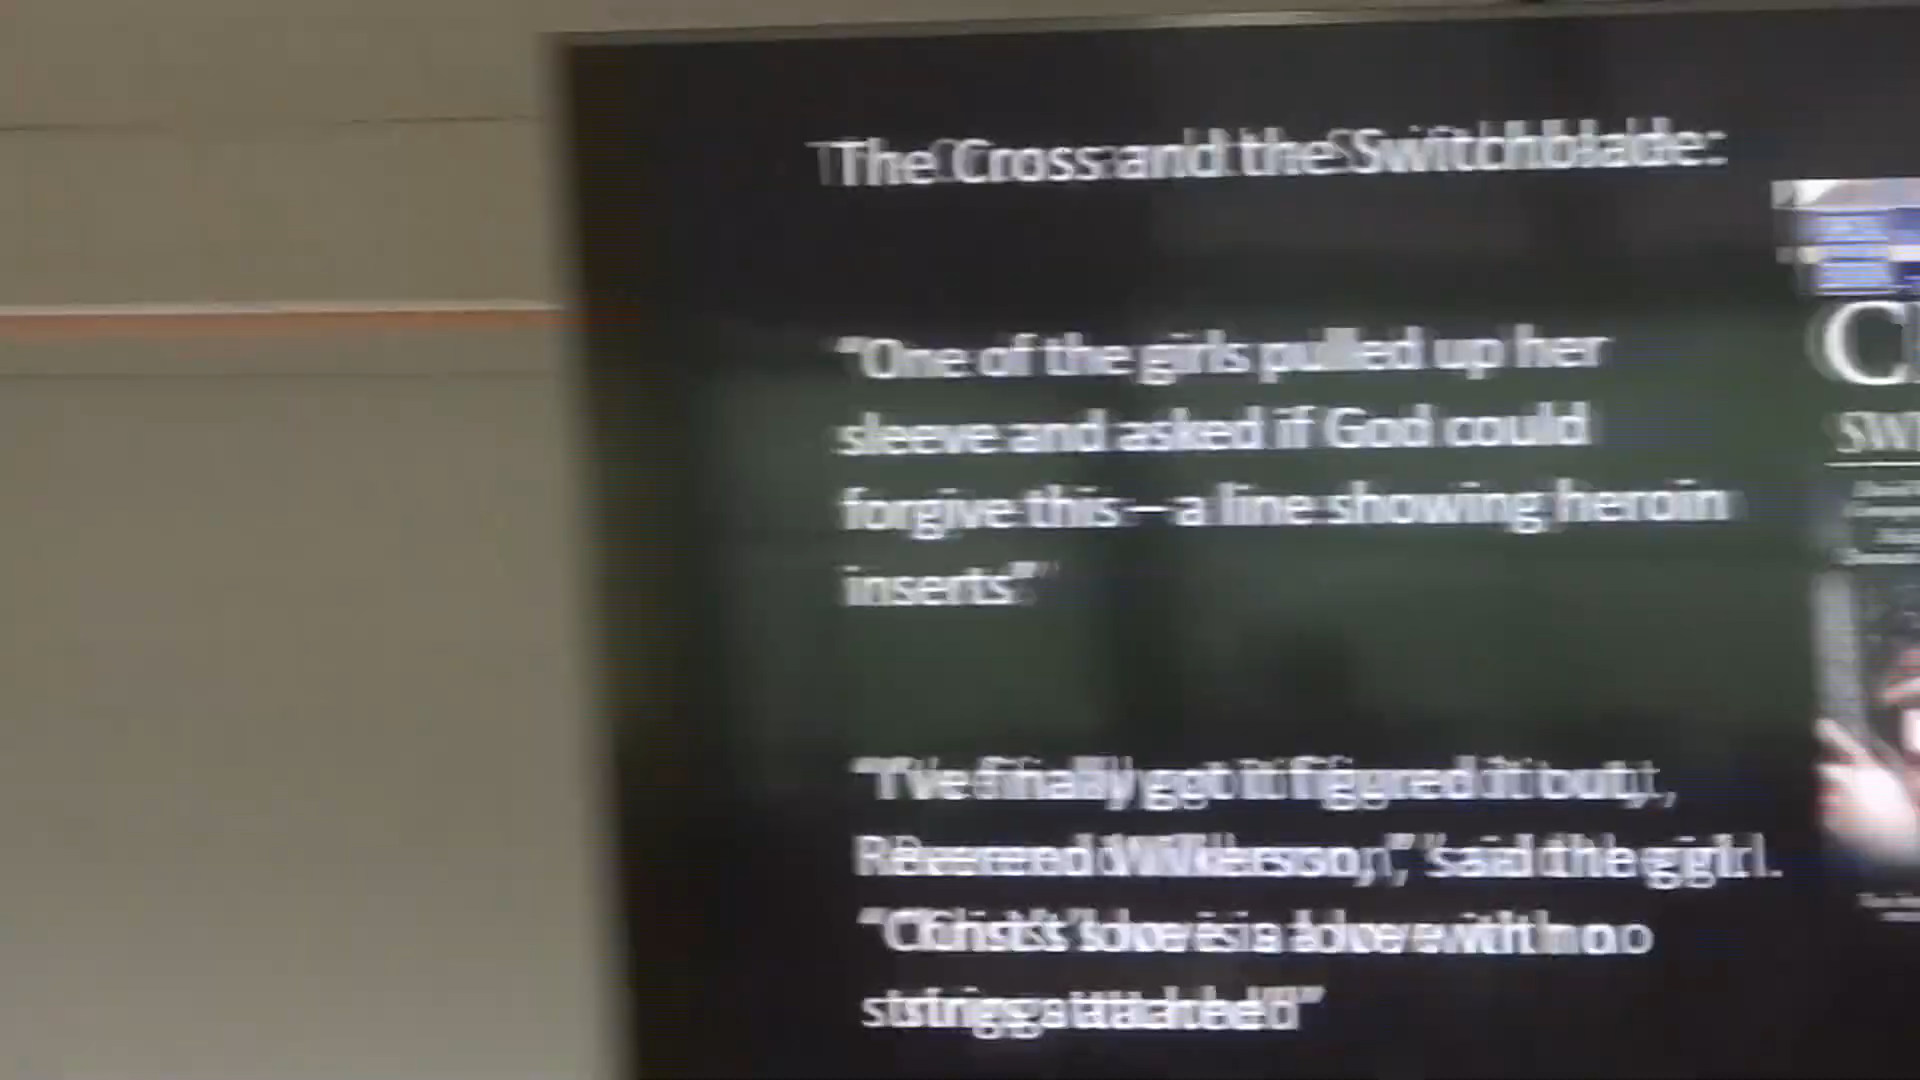 The Cross and the Switchblade:
“One of the girls pulled up her
sleeve and asked if God could
forgive this – a line showing heroin
inserts”
“I’ve finally got it figured it out,
Reverend Wilkerson,” said the girl.
“Christ’s love is a love with no
strings attached”
C
SW